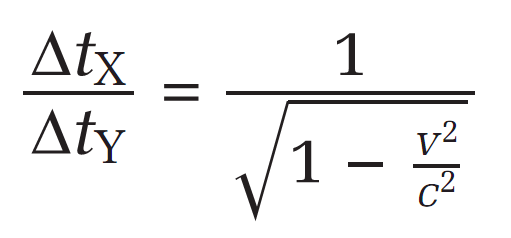 Δt_X / Δt_Y = 1 / √(1 − v²/c²)